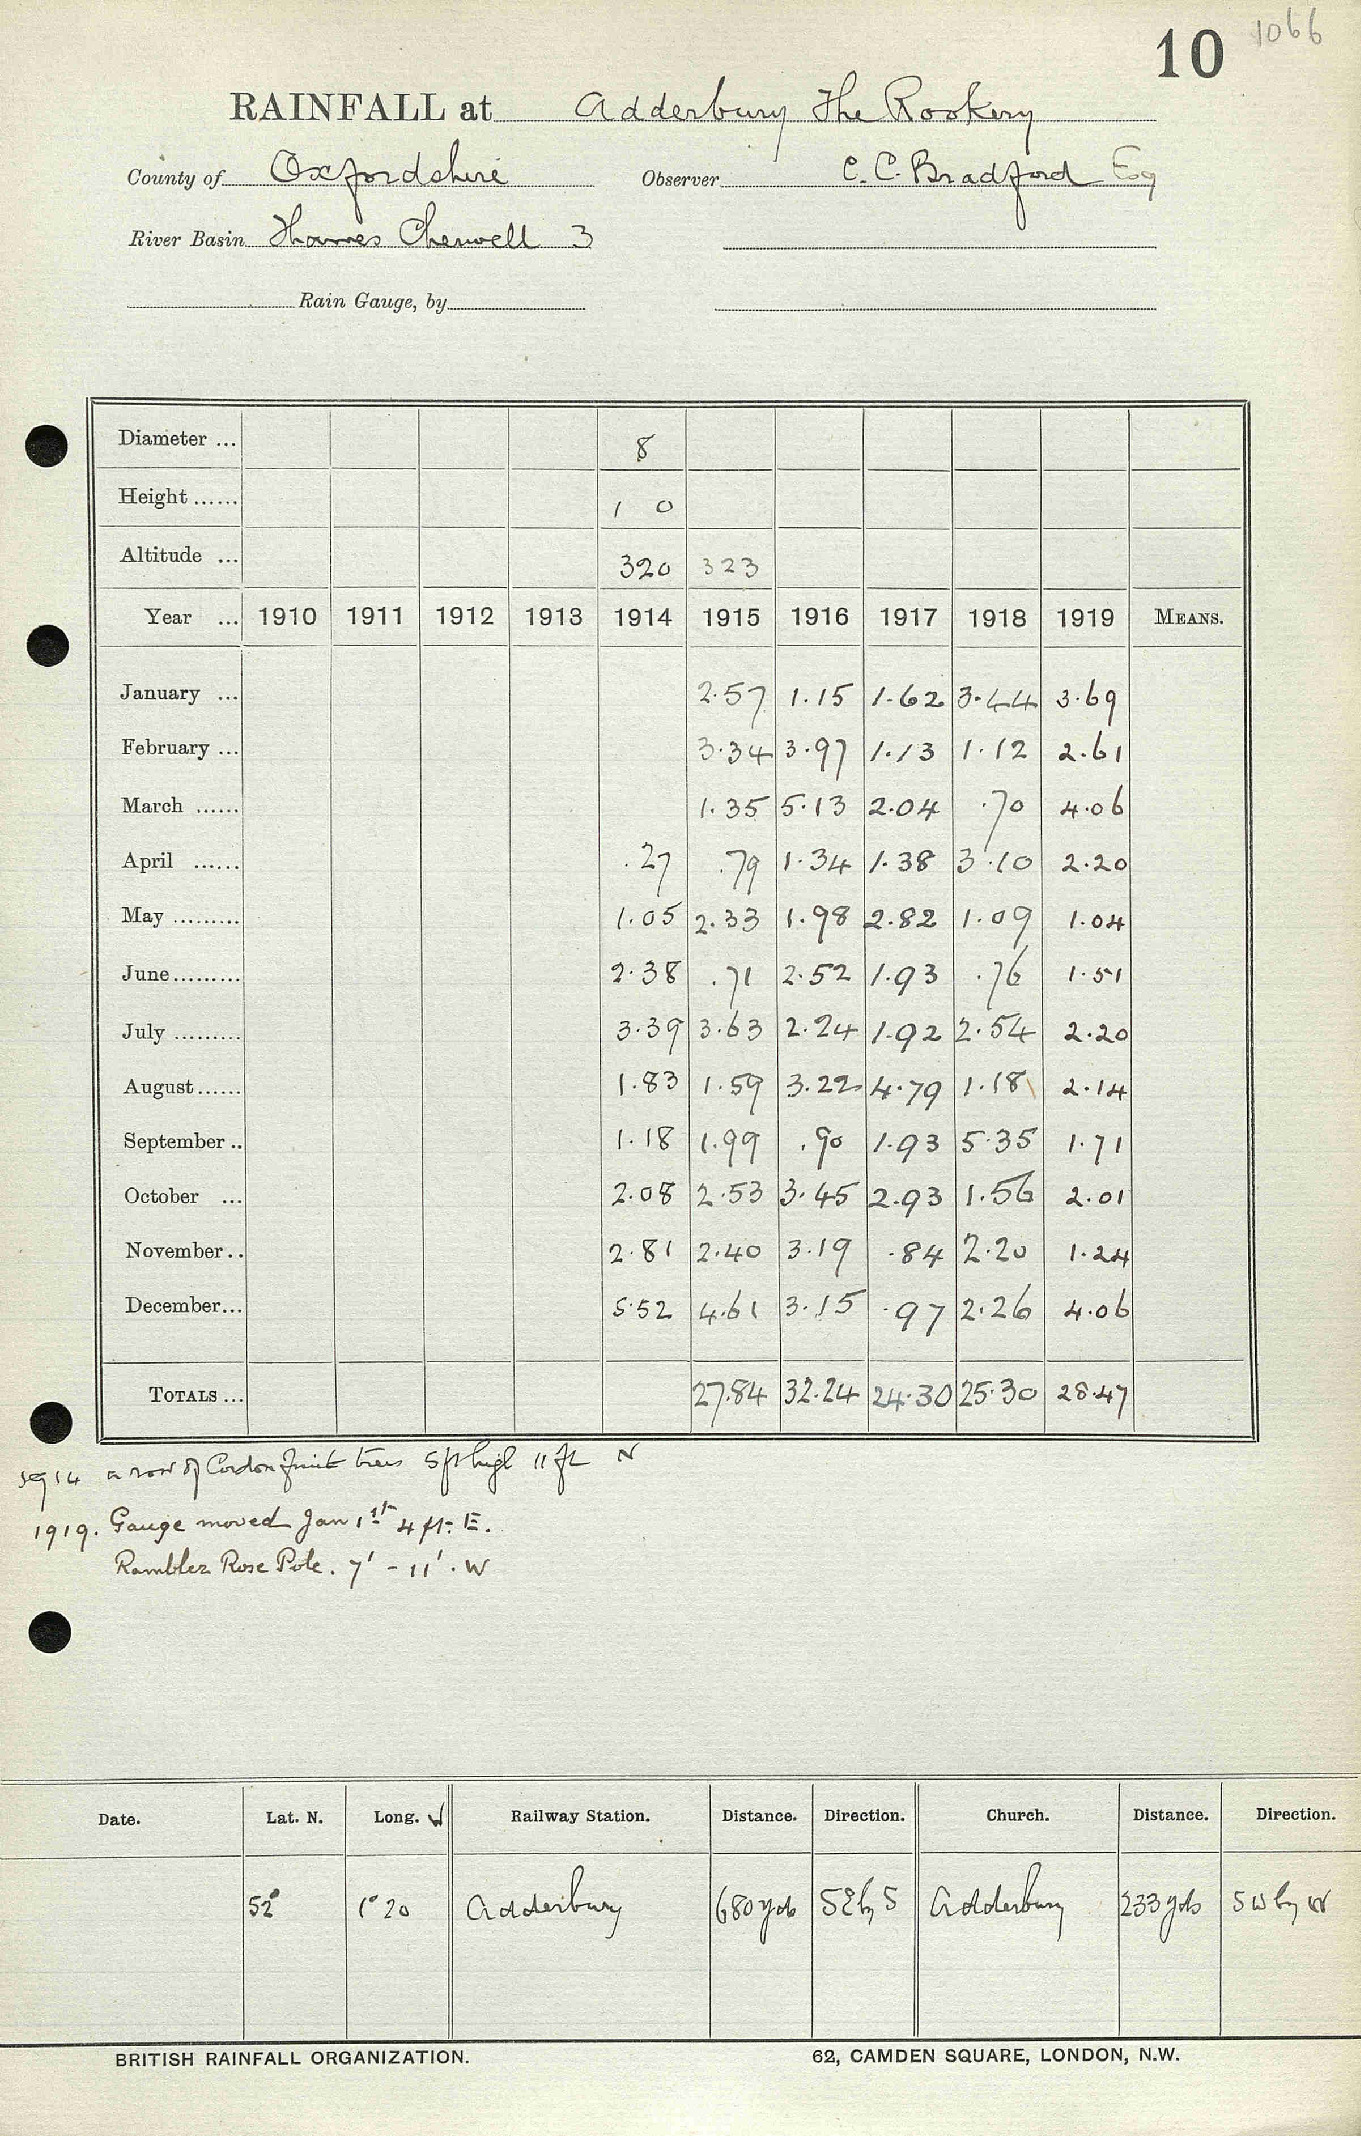 10 1066
RAINFALL at Adderbury The Rookery
County of Oxfordshire Observer C. C. Bradford Esq
River Basin Thames Cherwell 3
Rain Gauge, by
Diameter ... 8
Height ...... 1 0
Altitude ... 320 323
Year ... 1910 1911 1912 1913 1914 1915 1916 1917 1918 1919 MEANS.
January ... 2.57 1.15 1.62 3.44 3.69
February ... 3.34 3.97 1.13 1.12 2.61
March ...... 1.35 5.13 2.04 .70 4.06
April ...... .27 .79 1.34 1.38 3.10 2.20
May ......... 1.05 2.33 1.98 2.82 1.09 1.04
June ......... 2.38 .71 2.52 1.93 .76 1.51
July ......... 3.39 3.63 2.24 1.92 2.54 2.20
August ...... 1.83 1.59 3.22 4.79 1.18 2.14
September .. 1.18 1.99 .90 1.93 5.35 1.71
October ... 2.08 2.53 3.45 2.93 1.56 2.01
November .. 2.81 2.40 3.19 .84 2.20 1.24
December ... 5.52 4.61 3.15 .97 2.26 4.06
TOTALS ... 27.84 32.24 24.30 25.30 28.47
1914 a row of Cordon fruit trees 5 ft high 11 ft N
1919. Gauge moved Jan 1st 4 ft. E.
Rambler Rose Pole. 7' - 11'. W
Date. Lat. N. Long. W Railway Station. Distance. Direction. Church. Distance. Direction.
52° 1° 20 Adderbury 680 yds SE by S Adderbury 233 yds SW by W
BRITISH RAINFALL ORGANIZATION. 62, CAMDEN SQUARE, LONDON, N.W.